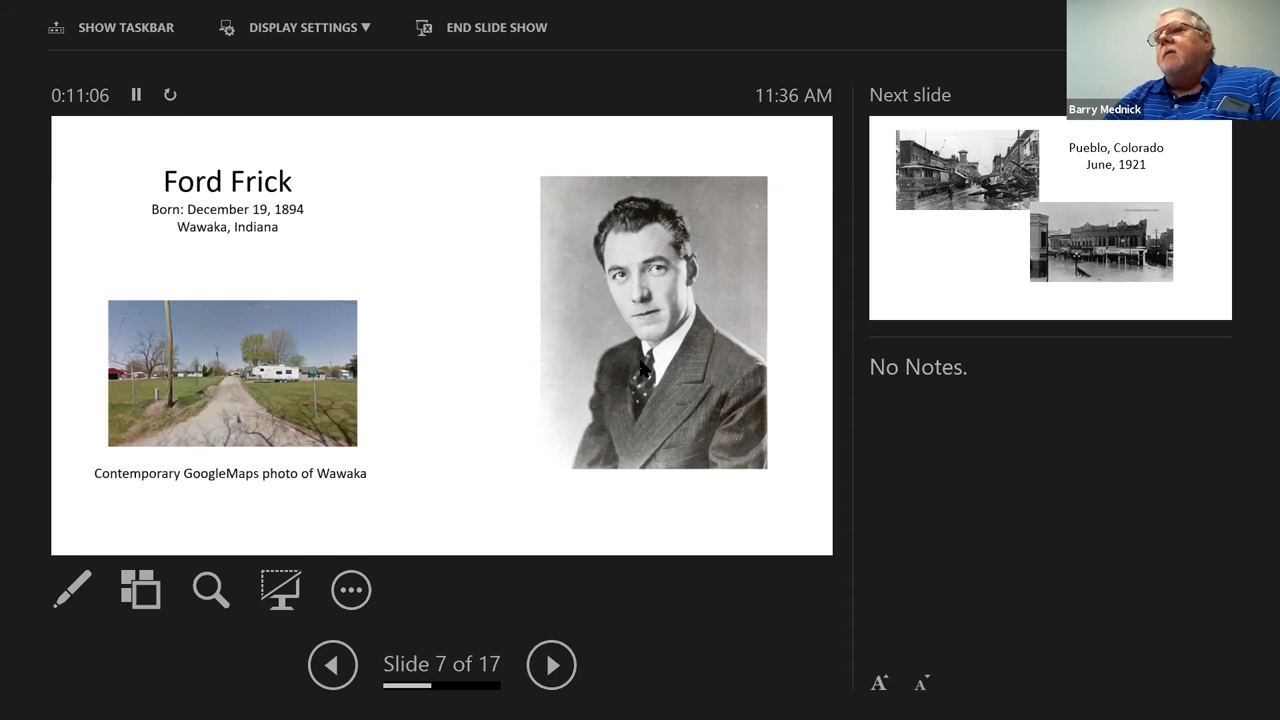 SHOW TASKBAR
DISPLAY SETTINGS ▼
END SLIDE SHOW
Barry Mednick
0:11:06
11:36 AM
Next slide
Ford Frick
Born: December 19, 1894
Wawaka, Indiana
Contemporary GoogleMaps photo of Wawaka
Pueblo, Colorado
June, 1921
No Notes.
Slide 7 of 17
A A